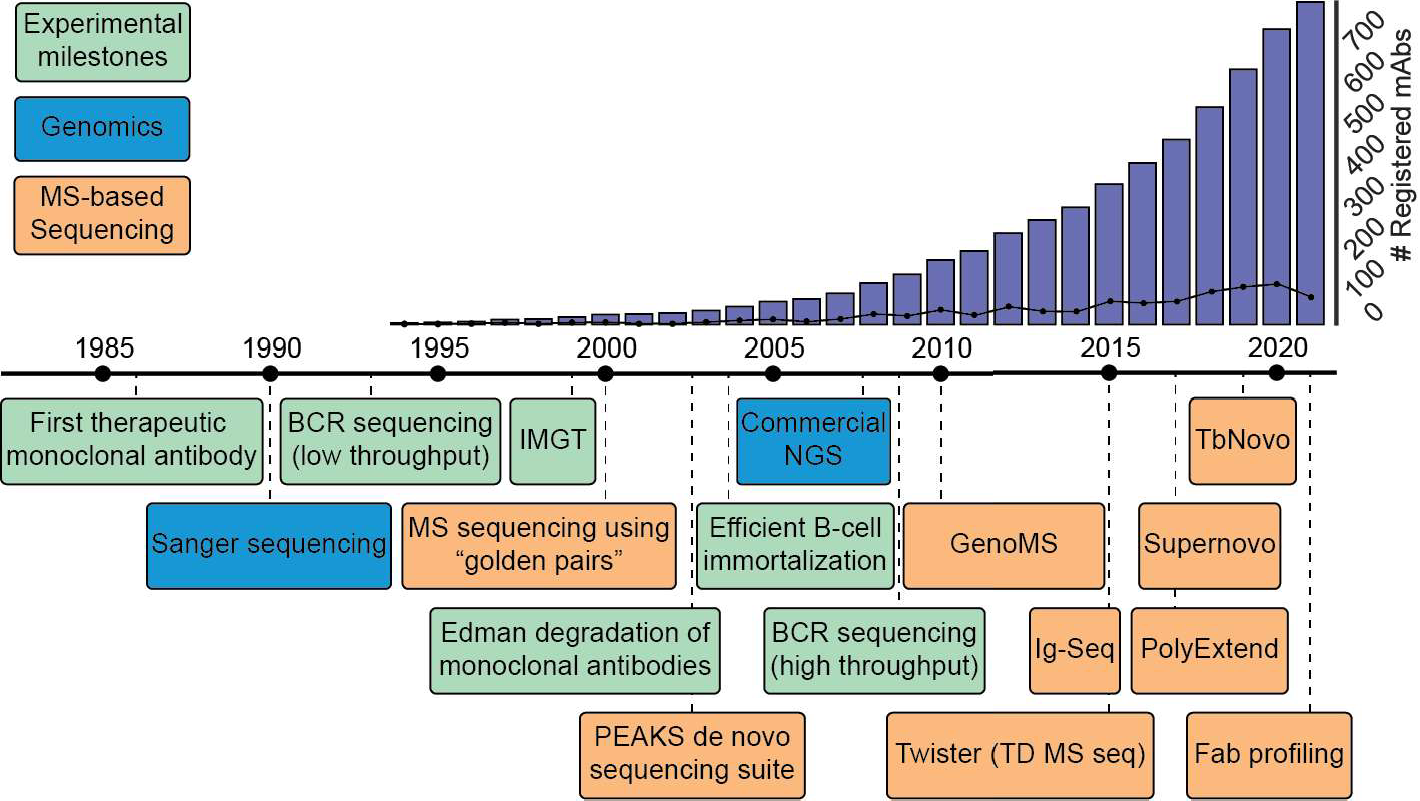 Experimental
milestones
Genomics
MS-based
Sequencing
700
600
500
400
300
200
100
0
# Registered mAbs
1985
1990
1995
2000
2005
2010
2015
2020
First therapeutic
monoclonal antibody
BCR sequencing
(low throughput)
IMGT
Commercial
NGS
TbNovo
Sanger sequencing
MS sequencing using
“golden pairs”
Efficient B-cell
immortalization
GenoMS
Supernovo
Edman degradation of
monoclonal antibodies
BCR sequencing
(high throughput)
Ig-Seq
PolyExtend
PEAKS de novo
sequencing suite
Twister (TD MS seq)
Fab profiling